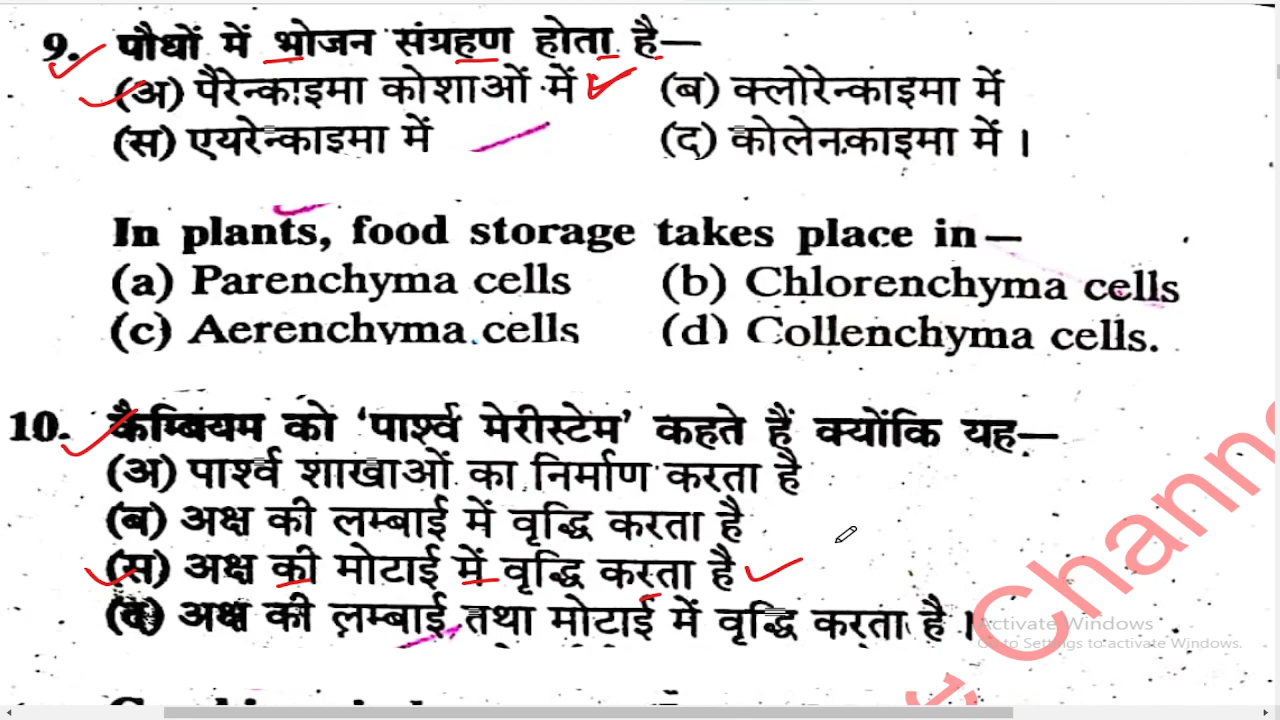 9. पौधों में भोजन संग्रहण होता है—
(अ) पैरेन्काइमा कोशाओं में (ब) क्लोरेन्काइमा में
(स) एयरेन्काइमा में (द) कोलेनकाइमा में ।
In plants, food storage takes place in—
(a) Parenchyma cells (b) Chlorenchyma cells
(c) Aerenchyma cells (d) Collenchyma cells.
10. कैम्बियम को 'पार्श्व मेरीस्टेम' कहते हैं क्योंकि यह—
(अ) पार्श्व शाखाओं का निर्माण करता है
(ब) अक्ष की लम्बाई में वृद्धि करता है
(स) अक्ष की मोटाई में वृद्धि करता है
(द) अक्ष की लम्बाई तथा मोटाई में वृद्धि करता है ।
Activate Windows
Go to Settings to activate Windows.